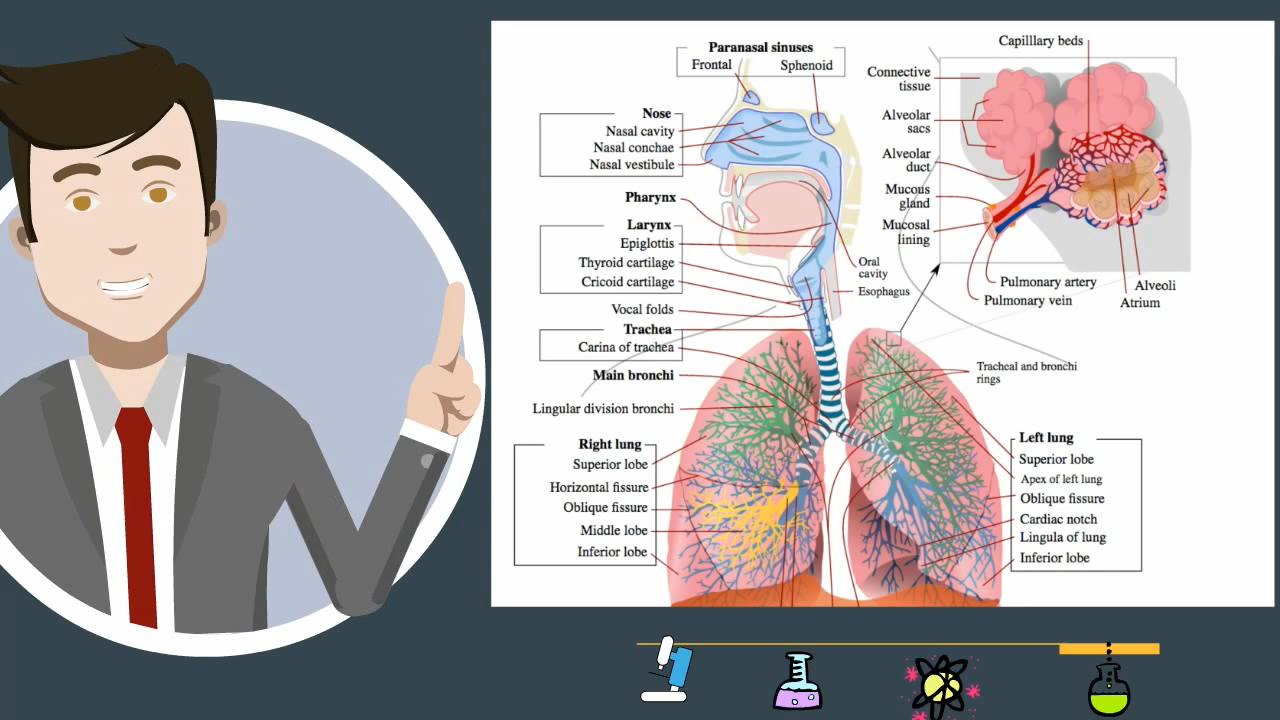 Paranasal sinuses
Frontal
Sphenoid
Nose
Nasal cavity
Nasal conchae
Nasal vestibule
Pharynx
Larynx
Epiglottis
Thyroid cartilage
Cricoid cartilage
Vocal folds
Trachea
Carina of trachea
Main bronchi
Lingular division bronchi
Right lung
Superior lobe
Horizontal fissure
Oblique fissure
Middle lobe
Inferior lobe
Oral
cavity
Esophagus
Capilllary beds
Connective
tissue
Alveolar
sacs
Alveolar
duct
Mucous
gland
Mucosal
lining
Pulmonary artery
Pulmonary vein
Alveoli
Atrium
Tracheal and bronchi
rings
Left lung
Superior lobe
Apex of left lung
Oblique fissure
Cardiac notch
Lingula of lung
Inferior lobe